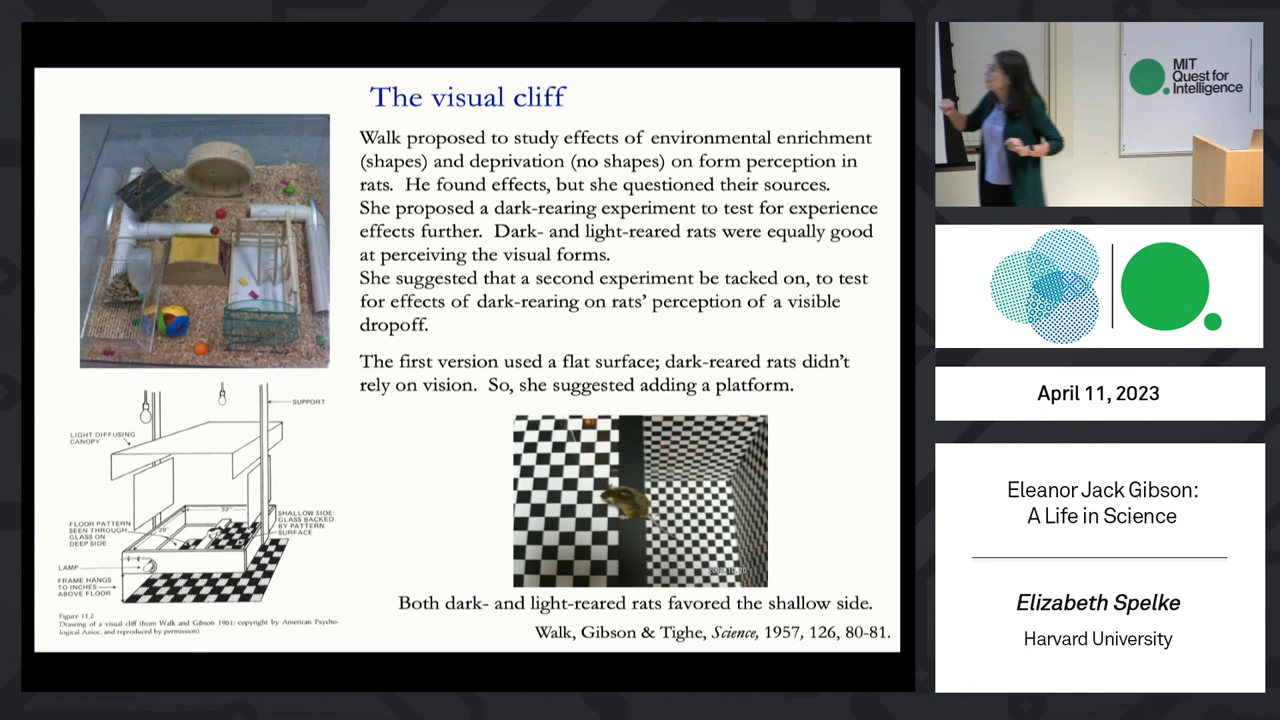 The visual cliff
Walk proposed to study effects of environmental enrichment
(shapes) and deprivation (no shapes) on form perception in
rats. He found effects, but she questioned their sources.
She proposed a dark-rearing experiment to test for experience
effects further. Dark- and light-reared rats were equally good
at perceiving the visual forms.
She suggested that a second experiment be tacked on, to test
for effects of dark-rearing on rats’ perception of a visible
dropoff.
The first version used a flat surface; dark-reared rats didn’t
rely on vision. So, she suggested adding a platform.
SUPPORT
LIGHT DIFFUSING
CANOPY
SHALLOW SIDE:
GLASS BACKED
BY PATTERN
SURFACE
FLOOR PATTERN
SEEN THROUGH
GLASS ON
DEEP SIDE
LAMP
FRAME HANGS
TO INCHES
ABOVE FLOOR
Figure 11.2
Drawing of a visual cliff (from Walk and Gibson 1961; copyright by American Psycho-
logical Assoc. and reproduced by permission).
Both dark- and light-reared rats favored the shallow side.
Walk, Gibson & Tighe, Science, 1957, 126, 80-81.
MIT
Quest for
Intelligence
April 11, 2023
Eleanor Jack Gibson:
A Life in Science
Elizabeth Spelke
Harvard University